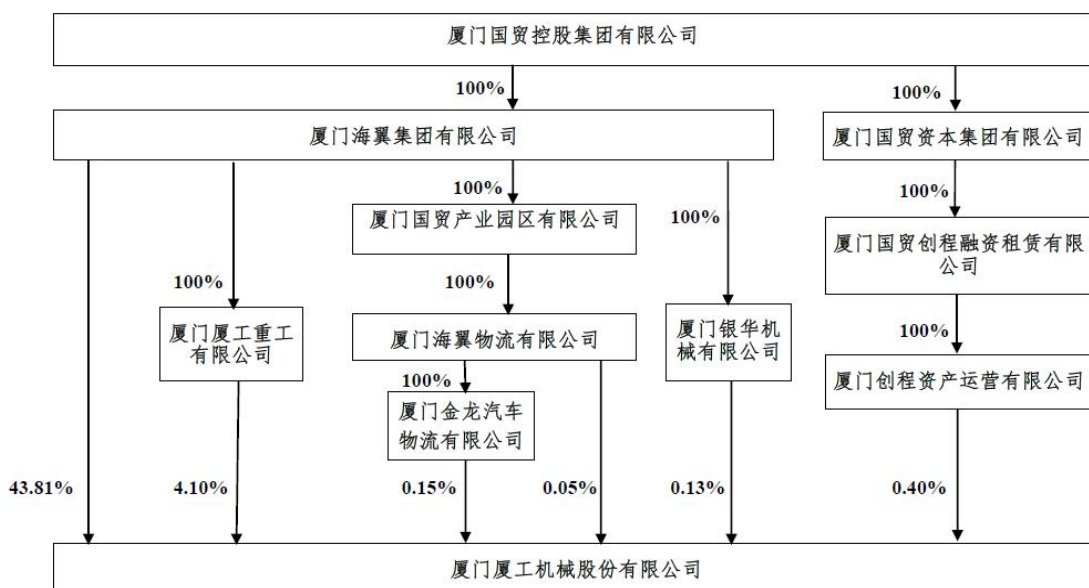 厦门国贸控股集团有限公司
100%
100%
厦门海翼集团有限公司
厦门国贸资本集团有限公司
100%
100%
100%
厦门国贸产业园区有限公司
厦门国贸创程融资租赁有限
公司
100%
100%
厦门厦工重工
有限公司
厦门海翼物流有限公司
厦门银华机
械有限公司
100%
100%
厦门创程资产运营有限公司
厦门金龙汽车
物流有限公司
43.81%
4.10%
0.15%
0.05%
0.13%
0.40%
厦门厦工机械股份有限公司